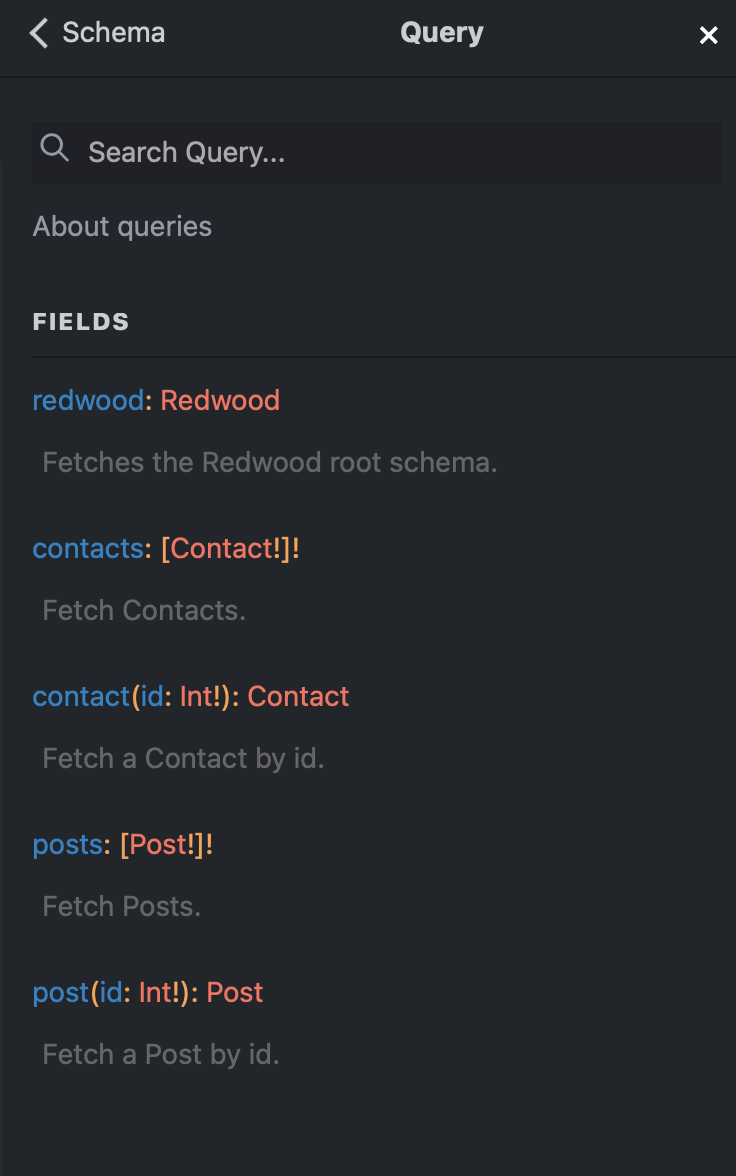 Schema
Query
Search Query...
About queries
FIELDS
redwood: Redwood
Fetches the Redwood root schema.
contacts: [Contact!]!
Fetch Contacts.
contact(id: Int!): Contact
Fetch a Contact by id.
posts: [Post!]!
Fetch Posts.
post(id: Int!): Post
Fetch a Post by id.